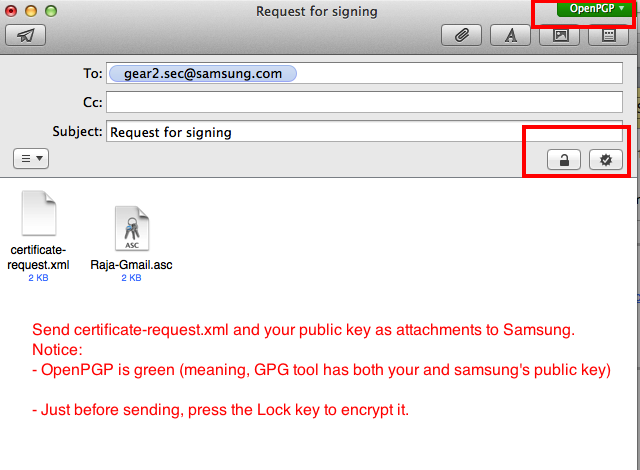 Request for signing
OpenPGP
To: gear2.sec@samsung.com
Cc:
Subject: Request for signing
ASC
certificate-
request.xml
2 KB
Raja-Gmail.asc
2 KB
Send certificate-request.xml and your public key as attachments to Samsung.
Notice:
- OpenPGP is green (meaning, GPG tool has both your and samsung's public key)
- Just before sending, press the Lock key to encrypt it.